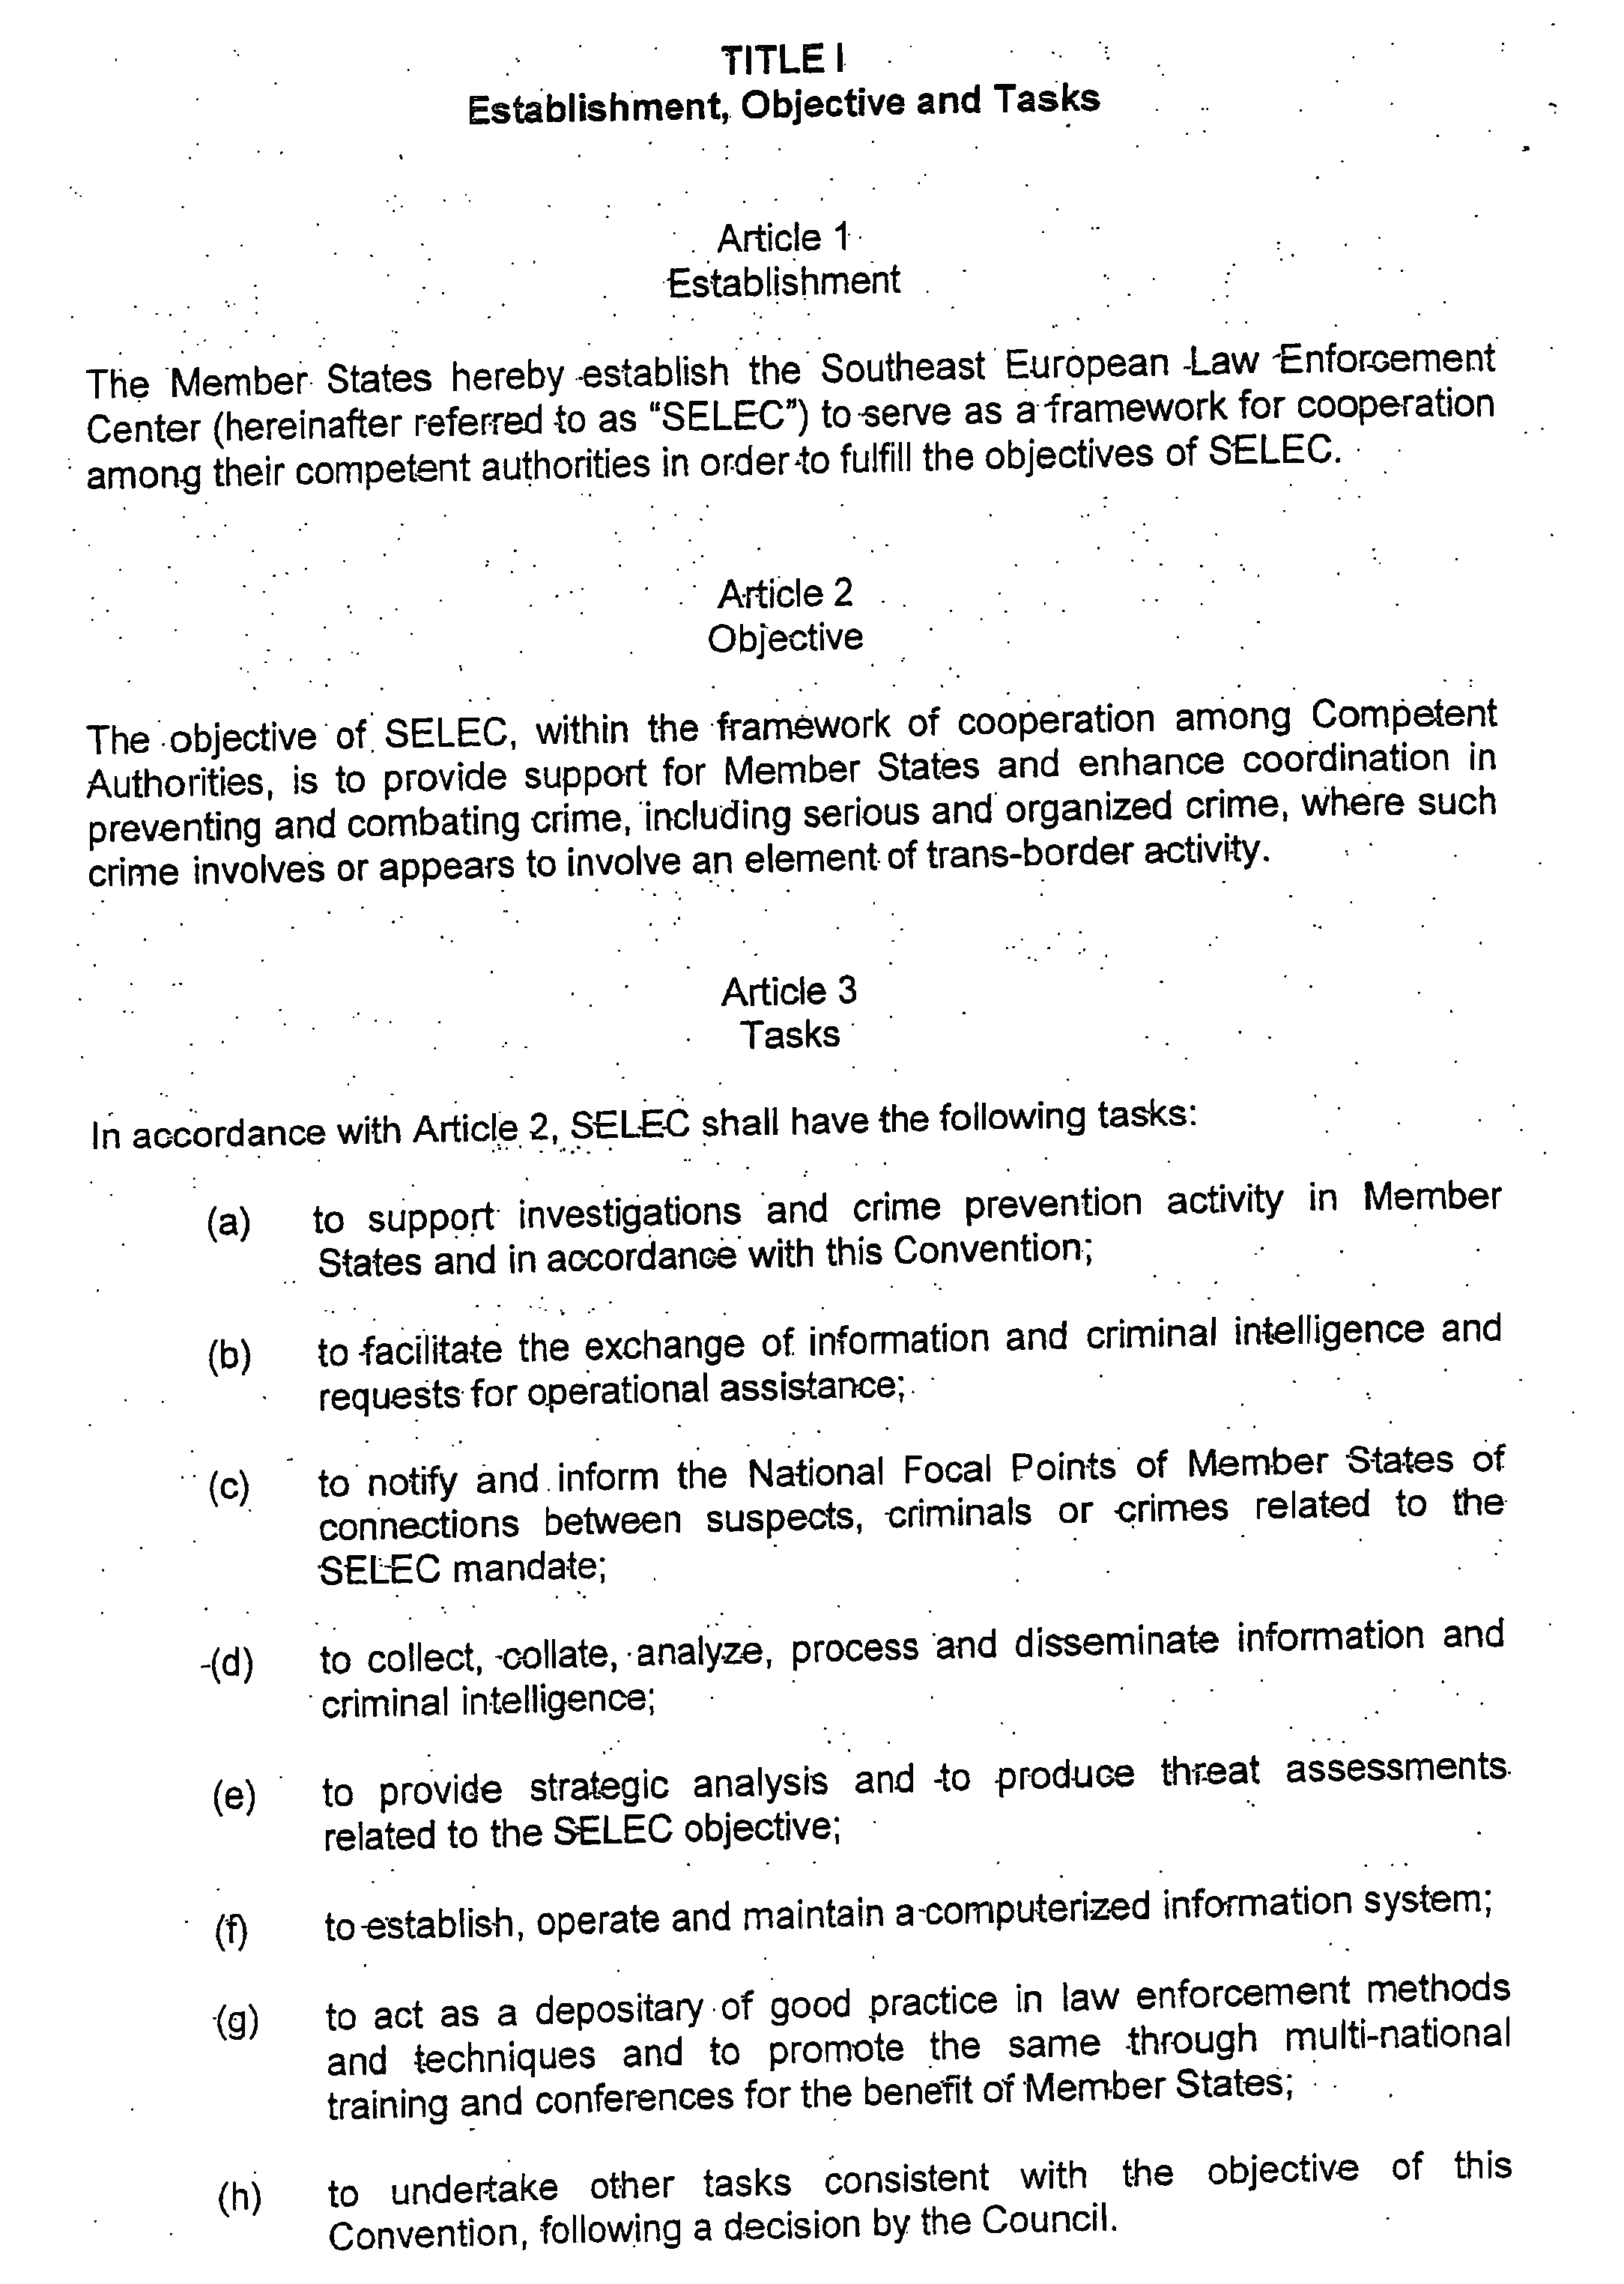 TITLE I
Establishment, Objective and Tasks
Article 1
Establishment
The Member States hereby establish the Southeast European Law Enforcement
Center (hereinafter referred to as "SELEC") to serve as a framework for cooperation
among their competent authorities in order to fulfill the objectives of SELEC.
Article 2
Objective
The objective of SELEC, within the framework of cooperation among Competent
Authorities, is to provide support for Member States and enhance coordination in
preventing and combating crime, including serious and organized crime, where such
crime involves or appears to involve an element of trans-border activity.
Article 3
Tasks
In accordance with Article 2, SELEC shall have the following tasks:
(a) to support investigations and crime prevention activity in Member
States and in accordance with this Convention;
(b) to facilitate the exchange of information and criminal intelligence and
requests for operational assistance;
(c) to notify and inform the National Focal Points of Member States of
connections between suspects, criminals or crimes related to the
SELEC mandate;
(d) to collect, collate, analyze, process and disseminate information and
criminal intelligence;
(e) to provide strategic analysis and to produce threat assessments
related to the SELEC objective;
(f) to establish, operate and maintain a computerized information system;
(g) to act as a depositary of good practice in law enforcement methods
and techniques and to promote the same through multi-national
training and conferences for the benefit of Member States;
(h) to undertake other tasks consistent with the objective of this
Convention, following a decision by the Council.